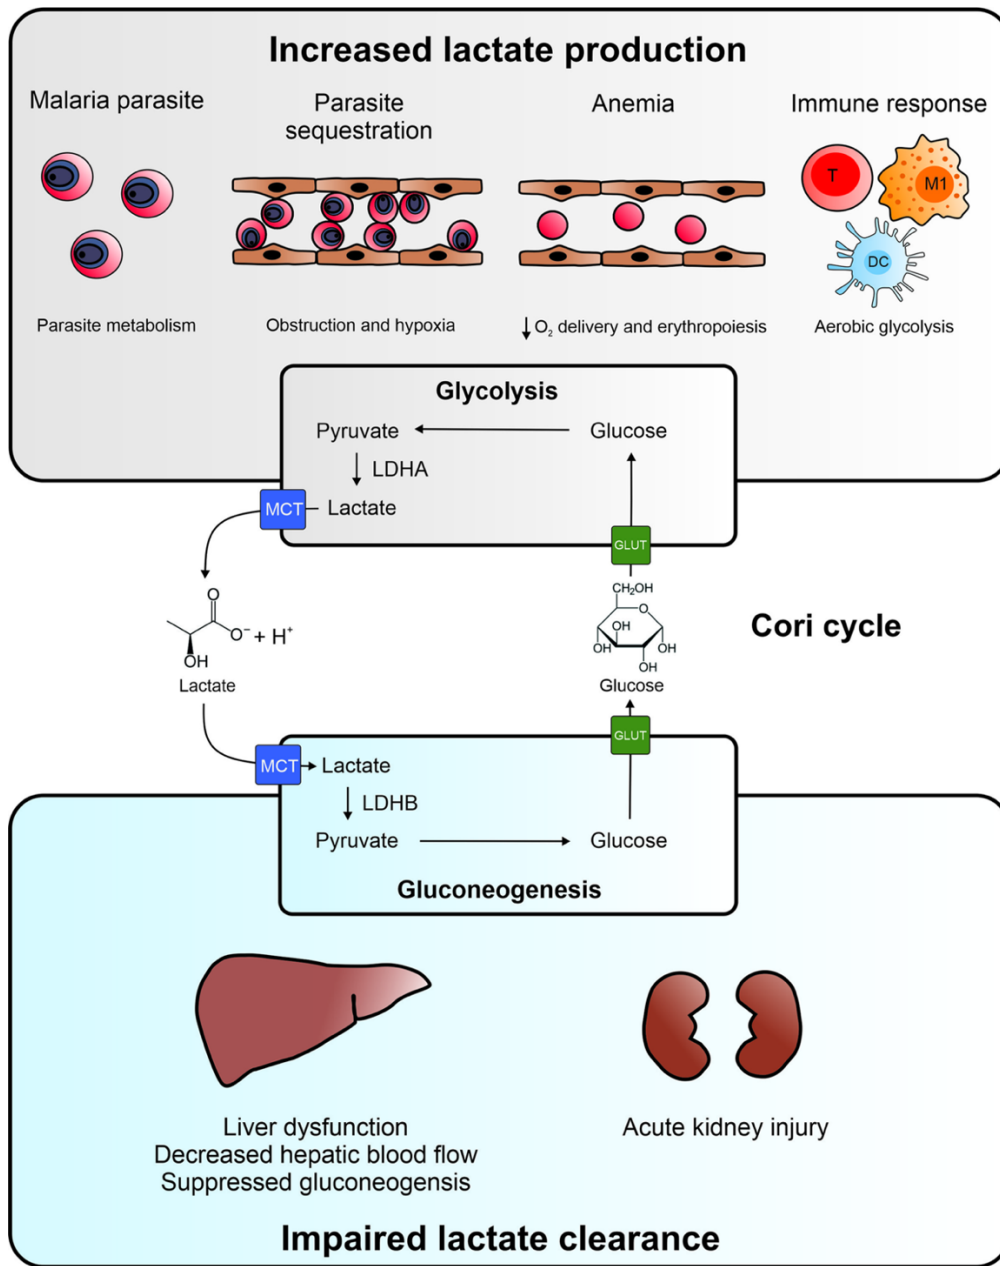 Increased lactate production
Malaria parasite
Parasite
sequestration
Anemia
Immune response
T
M1
DC
Parasite metabolism
Obstruction and hypoxia
↓ O₂ delivery and erythropoiesis
Aerobic glycolysis
Glycolysis
Pyruvate
Glucose
LDHA
MCT
Lactate
GLUT
CH₂OH
O
OH
OH
OH
OH
O
O⁻ + H⁺
OH
Lactate
Glucose
Cori cycle
GLUT
MCT
Lactate
LDHB
Pyruvate
Glucose
Gluconeogenesis
Liver dysfunction
Decreased hepatic blood flow
Suppressed gluconeogensis
Acute kidney injury
Impaired lactate clearance